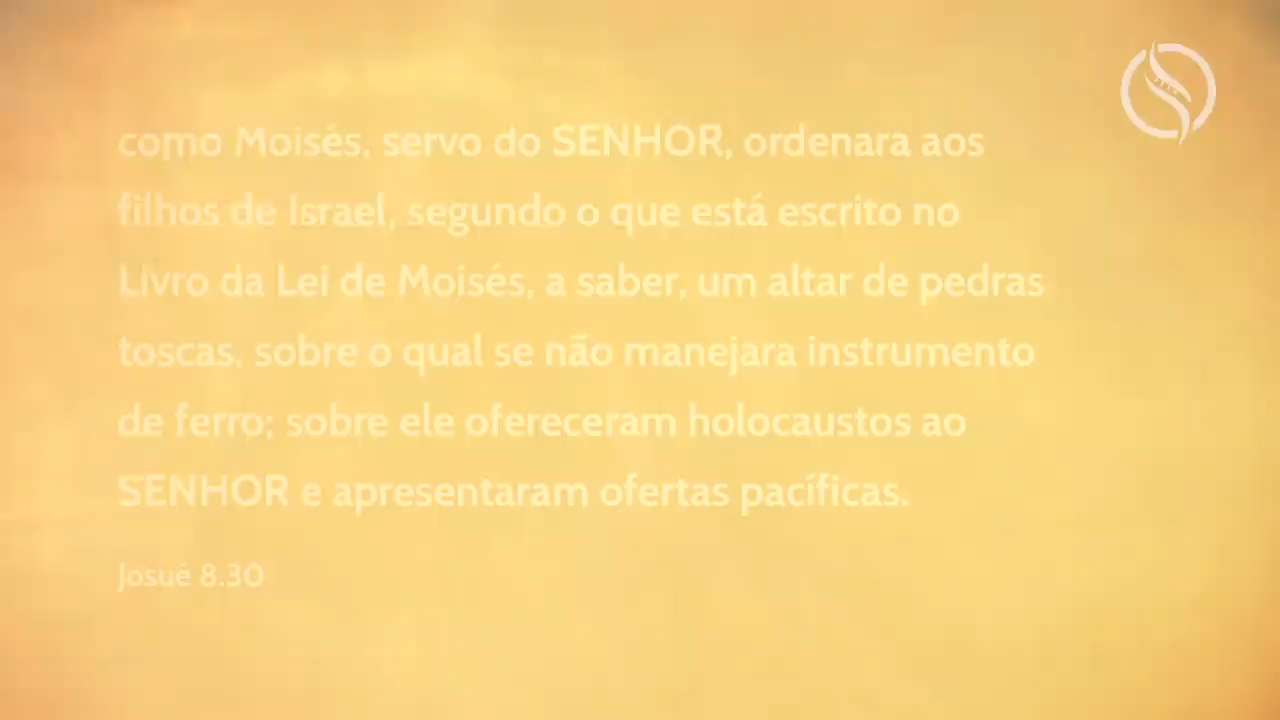 como Moisés, servo do SENHOR, ordenara aos
filhos de Israel, segundo o que está escrito no
Livro da Lei de Moisés, a saber, um altar de pedras
toscas, sobre o qual se não manejara instrumento
de ferro; sobre ele ofereceram holocaustos ao
SENHOR e apresentaram ofertas pacíficas.
Josué 8.30